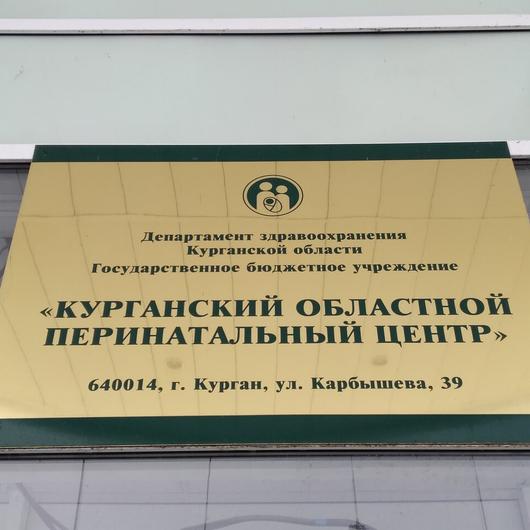 Департамент здравоохранения
Курганской области
Государственное бюджетное учреждение
«КУРГАНСКИЙ ОБЛАСТНОЙ
ПЕРИНАТАЛЬНЫЙ ЦЕНТР»
640014, г. Курган, ул. Карбышева, 39